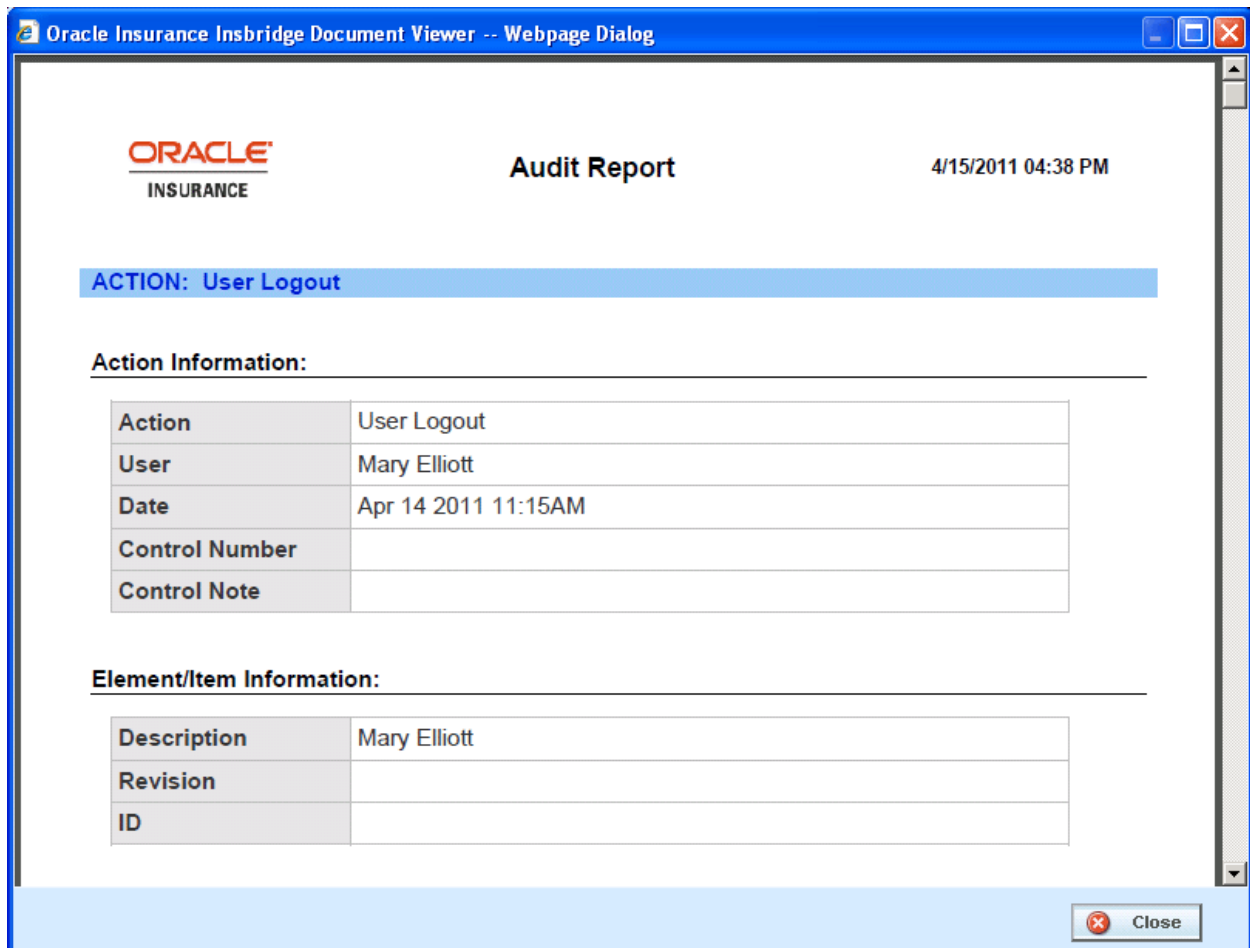 Oracle Insurance Insbridge Document Viewer -- Webpage Dialog
ORACLE
INSURANCE
Audit Report
4/15/2011 04:38 PM
ACTION: User Logout
Action Information:
Action User Logout
User Mary Elliott
Date Apr 14 2011 11:15AM
Control Number
Control Note
Element/Item Information:
Description Mary Elliott
Revision
ID
Close